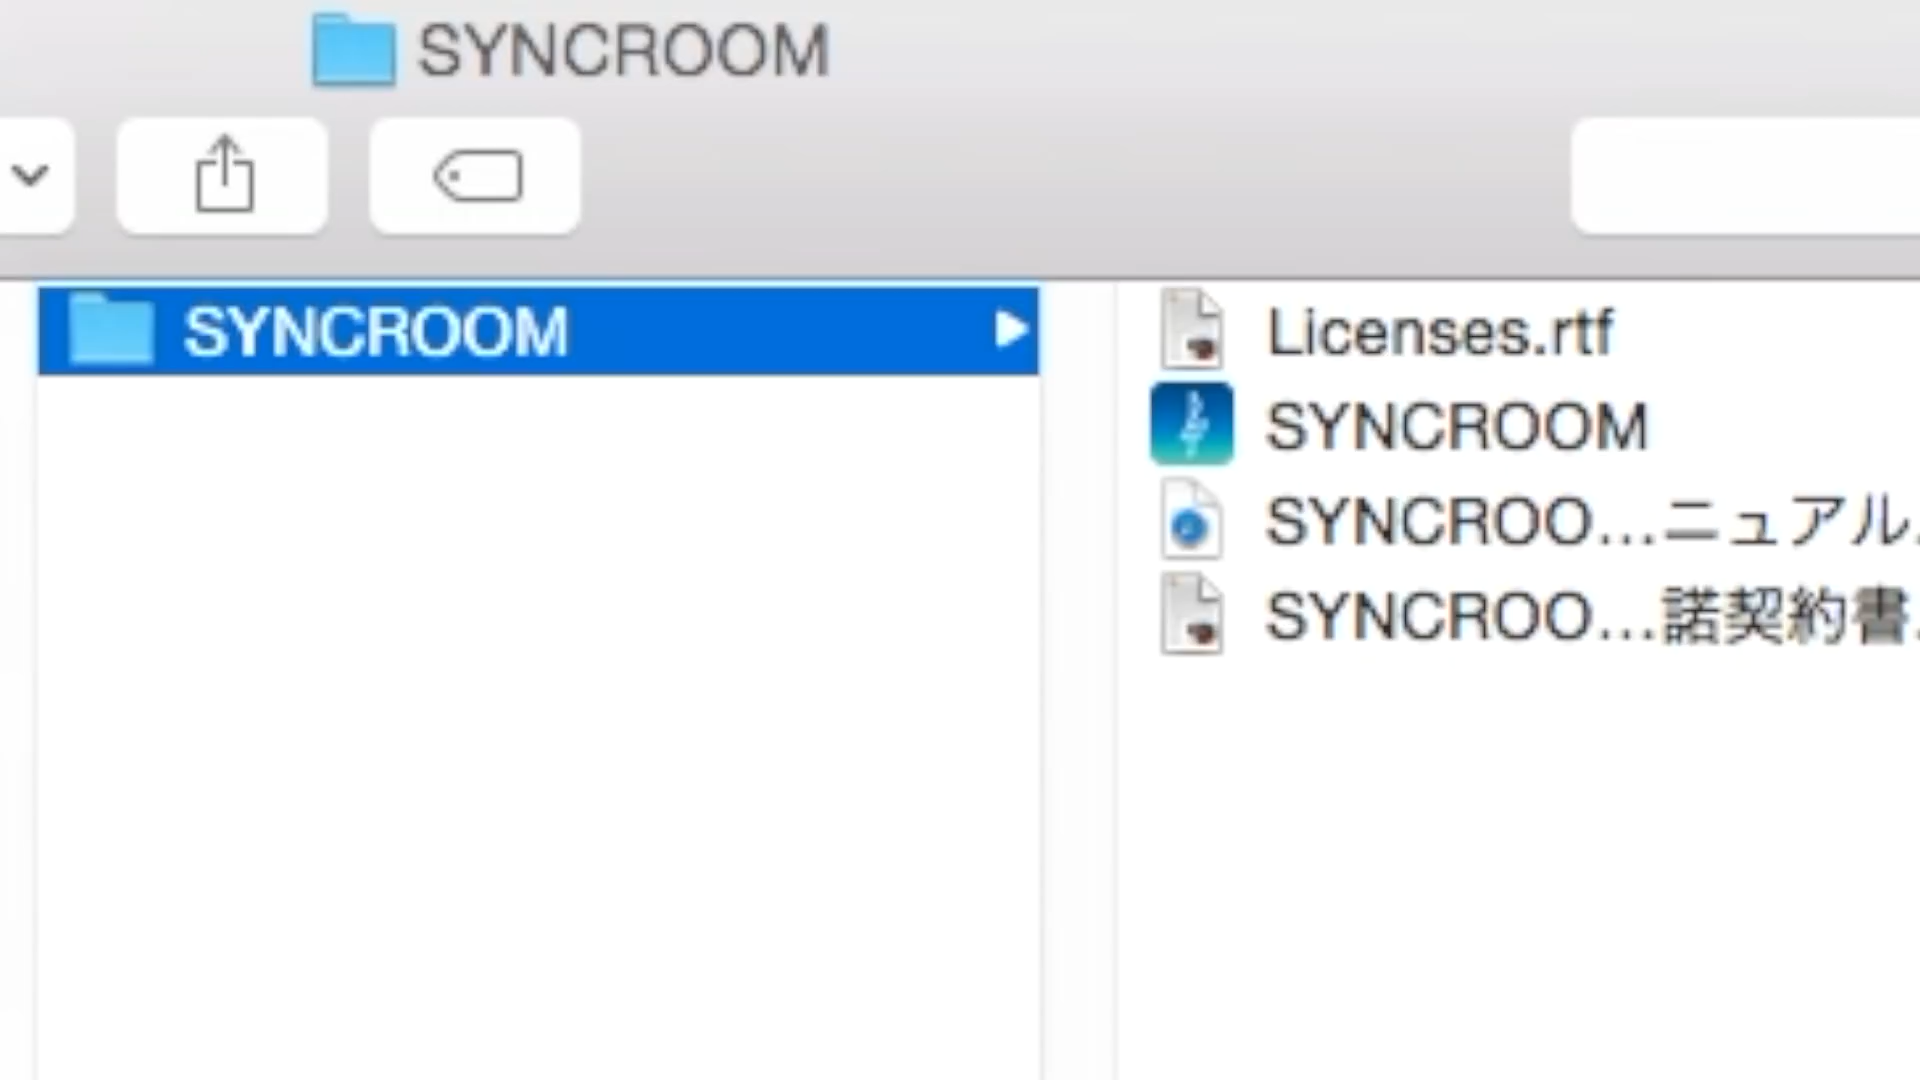 SYNCROOM
SYNCROOM
Licenses.rtf
SYNCROOM
SYNCROO...ニュアル.
SYNCROO...諾契約書.